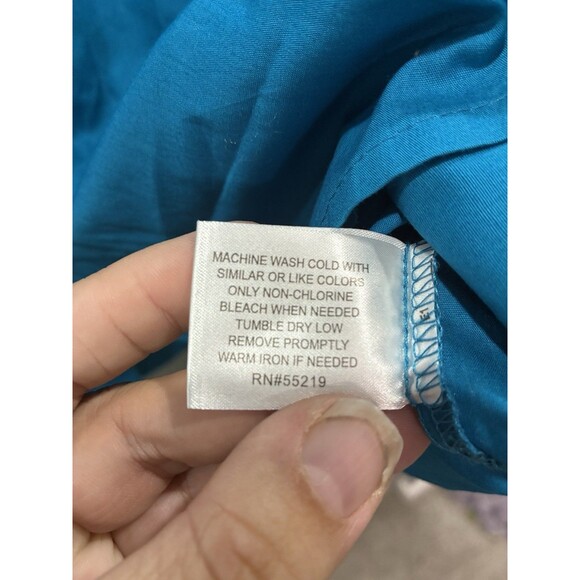 MACHINE WASH COLD WITH
SIMILAR OR LIKE COLORS
ONLY NON-CHLORINE
BLEACH WHEN NEEDED
TUMBLE DRY LOW
REMOVE PROMPTLY
WARM IRON IF NEEDED
RN#55219